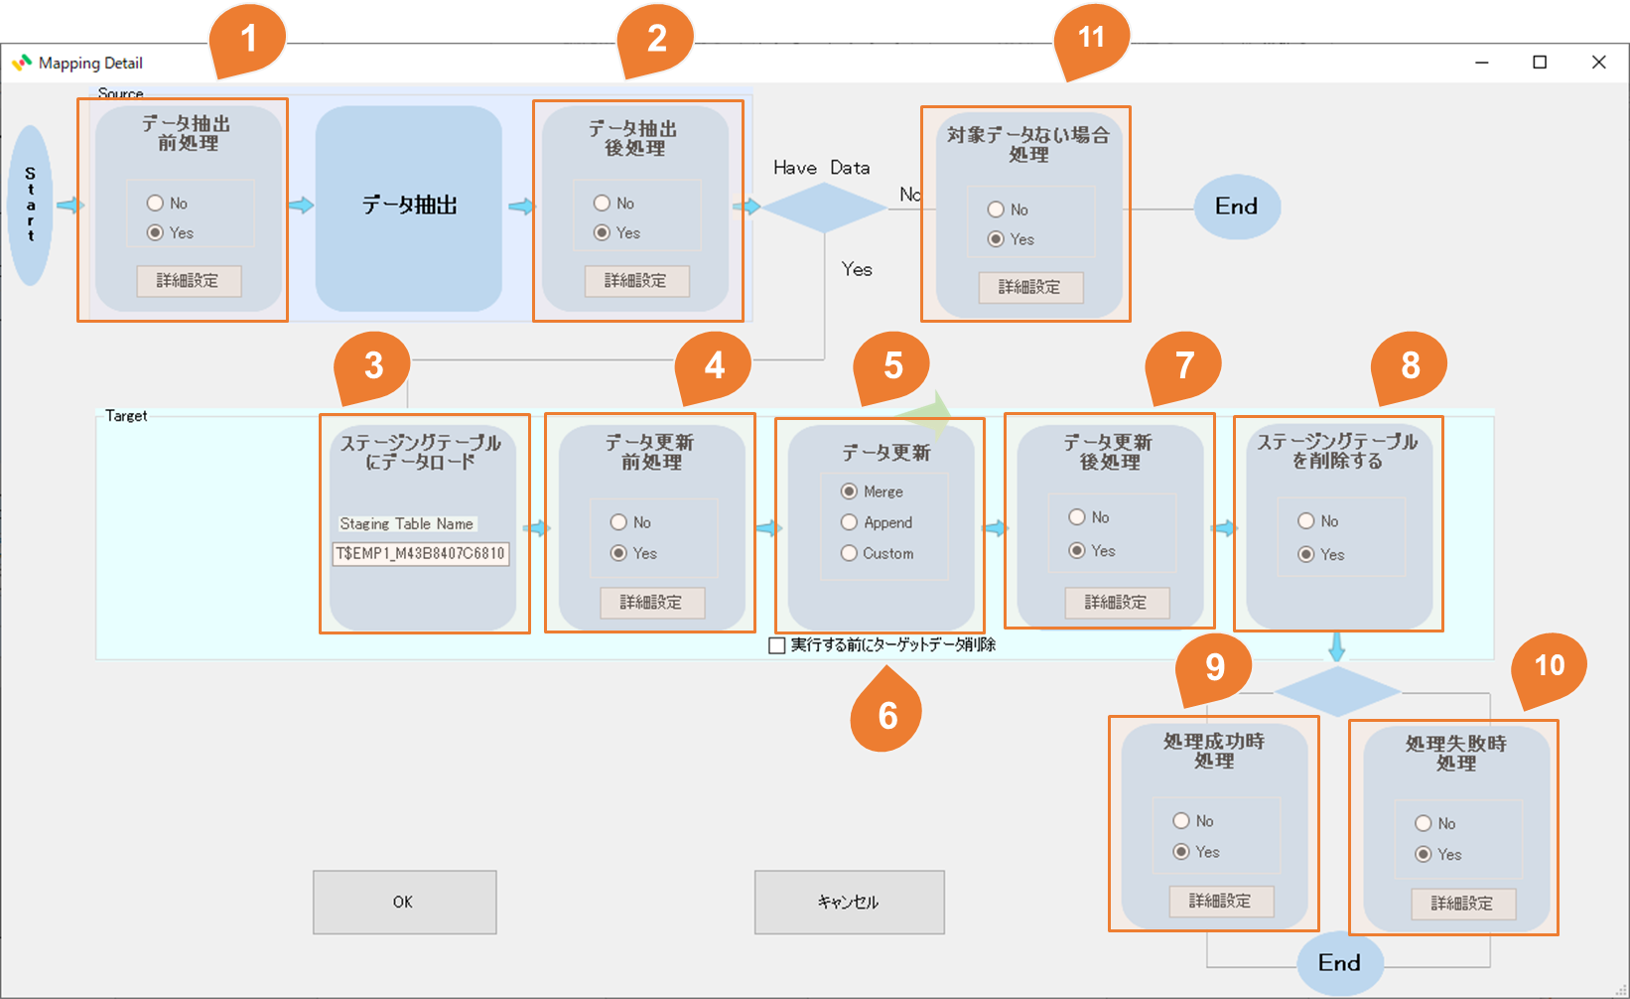 1
2
11
Mapping Detail
Source
Start
データ抽出
前処理
No
Yes
詳細設定
データ抽出
データ抽出
後処理
No
Yes
詳細設定
Have Data
No
Yes
対象データない場合
処理
No
Yes
詳細設定
End
3
4
5
7
8
Target
ステージングテーブル
にデータロード
Staging Table Name
T$EMP1_M43B8407C6810
データ更新
前処理
No
Yes
詳細設定
データ更新
Merge
Append
Custom
実行する前にターゲットデータ削除
データ更新
後処理
No
Yes
詳細設定
ステージングテーブル
を削除する
No
Yes
6
9
10
処理成功時
処理
No
Yes
詳細設定
処理失敗時
処理
No
Yes
詳細設定
OK
キャンセル
End